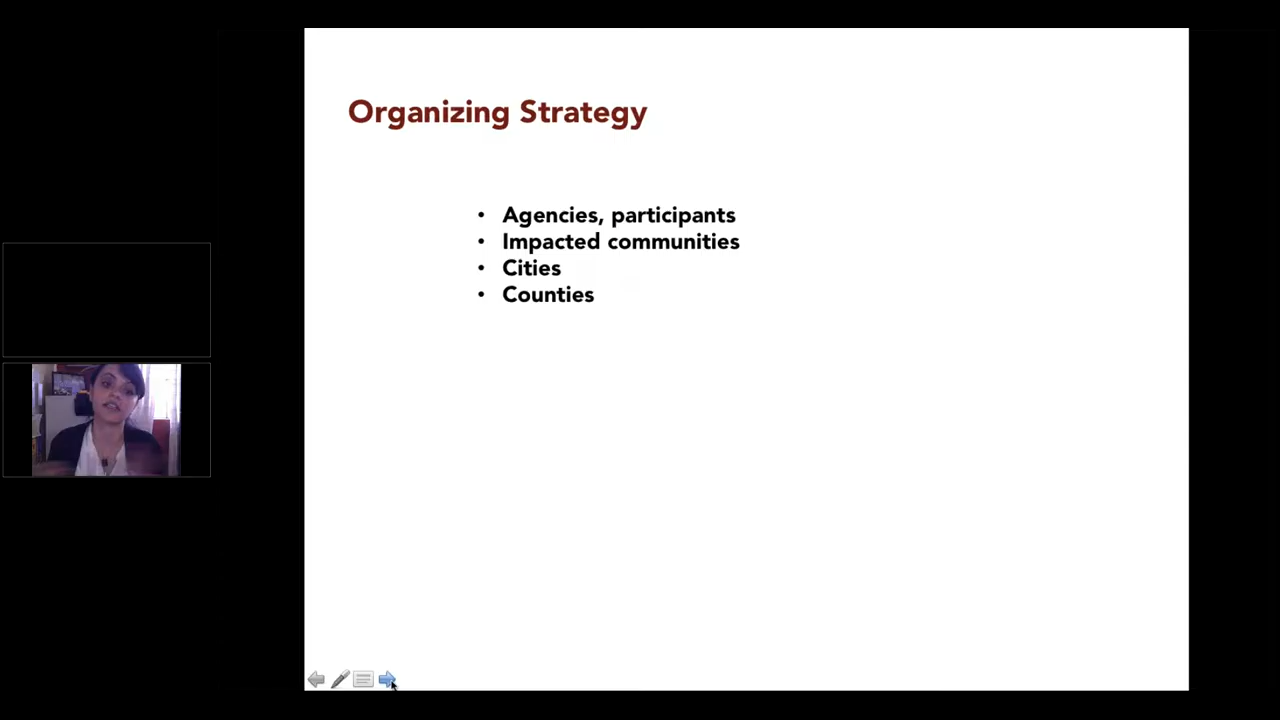 Organizing Strategy
• Agencies, participants
• Impacted communities
• Cities
• Counties